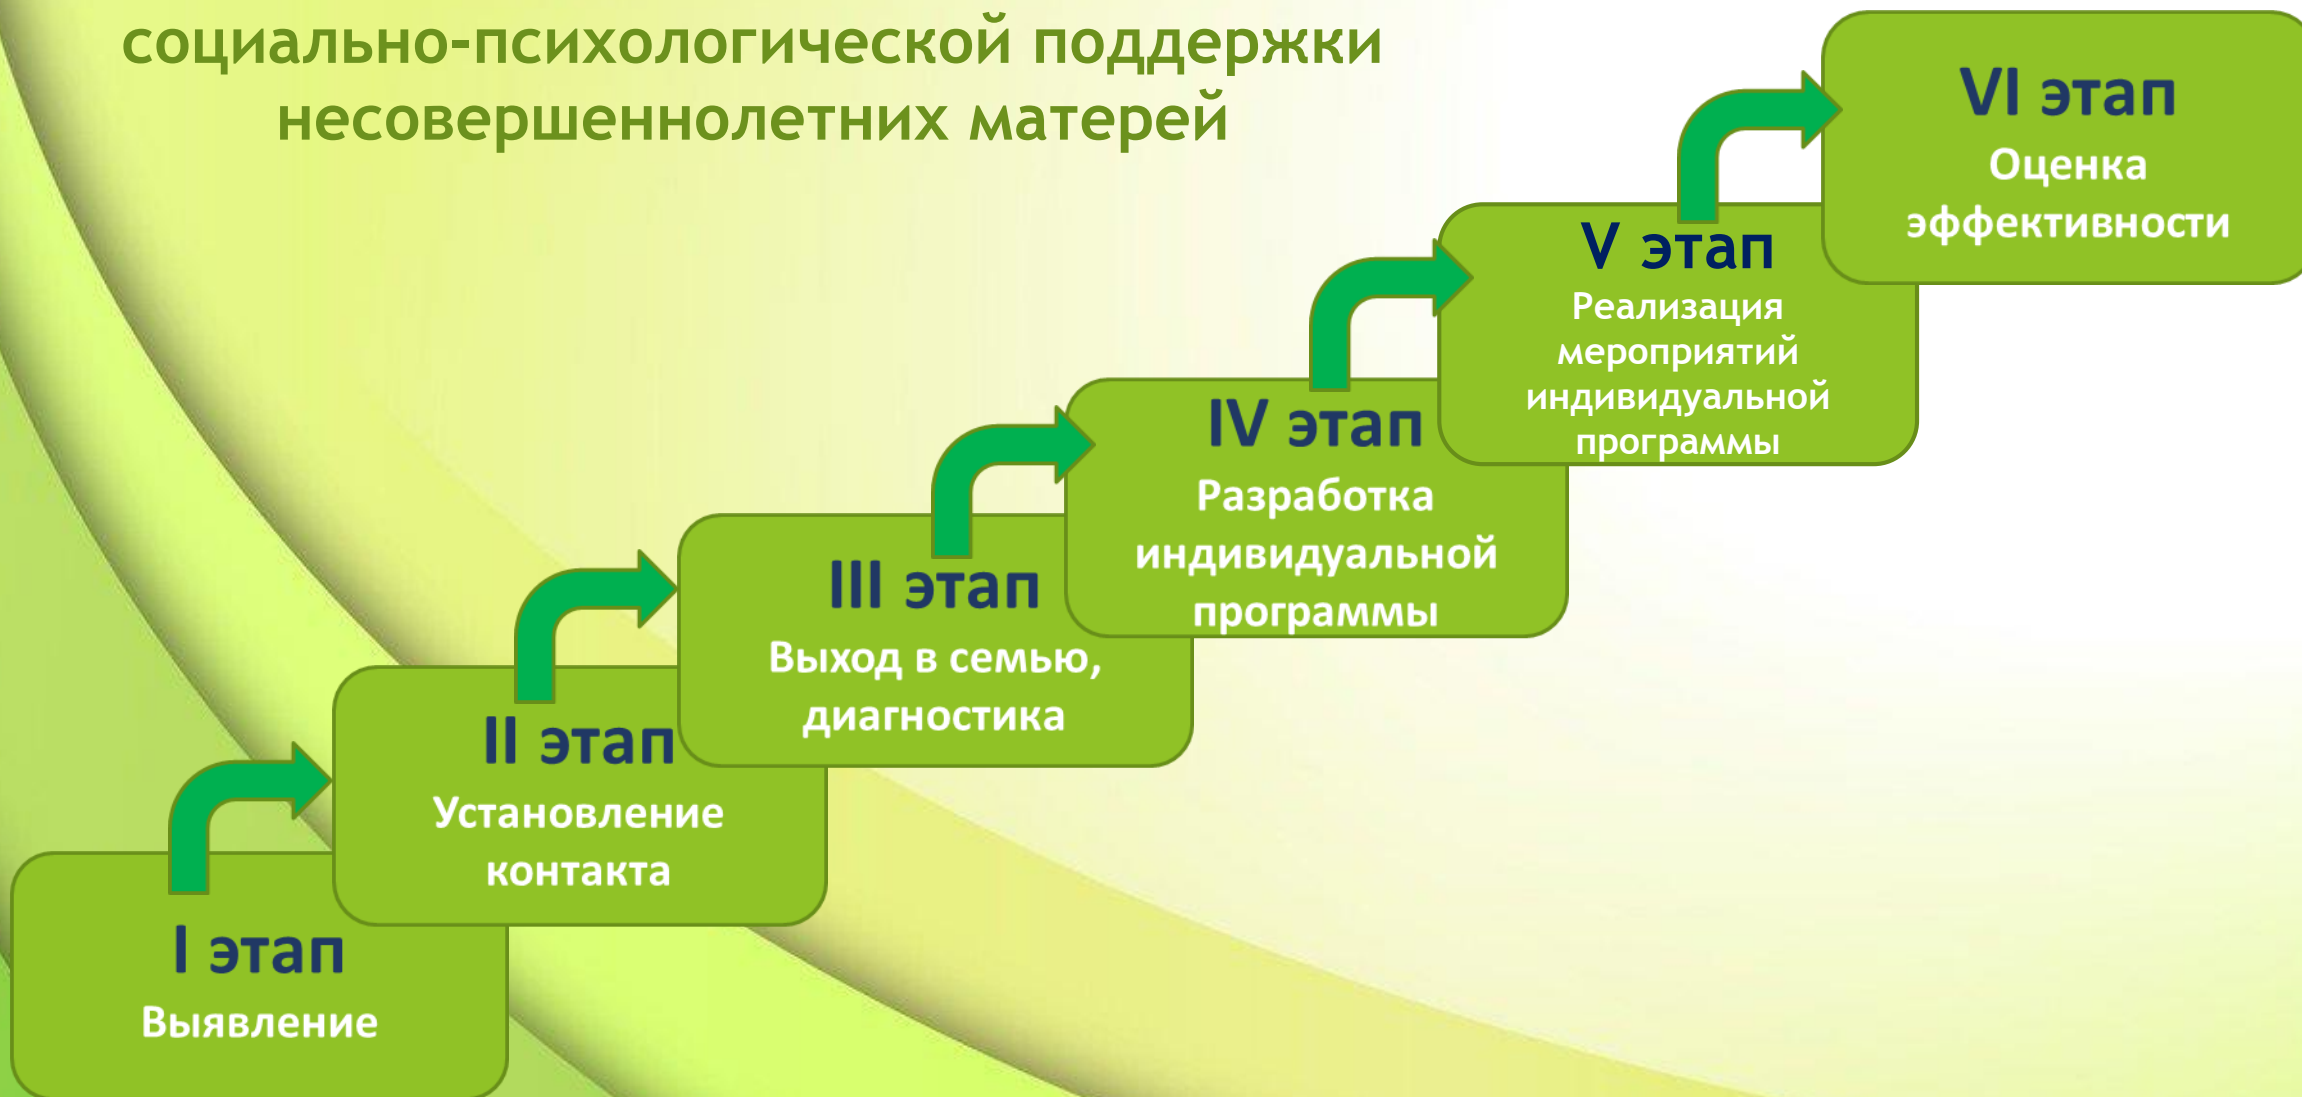 социально-психологической поддержки
несовершеннолетних матерей
I этап
Выявление
II этап
Установление
контакта
III этап
Выход в семью,
диагностика
IV этап
Разработка
индивидуальной
программы
V этап
Реализация
мероприятий
индивидуальной
программы
VI этап
Оценка
эффективности